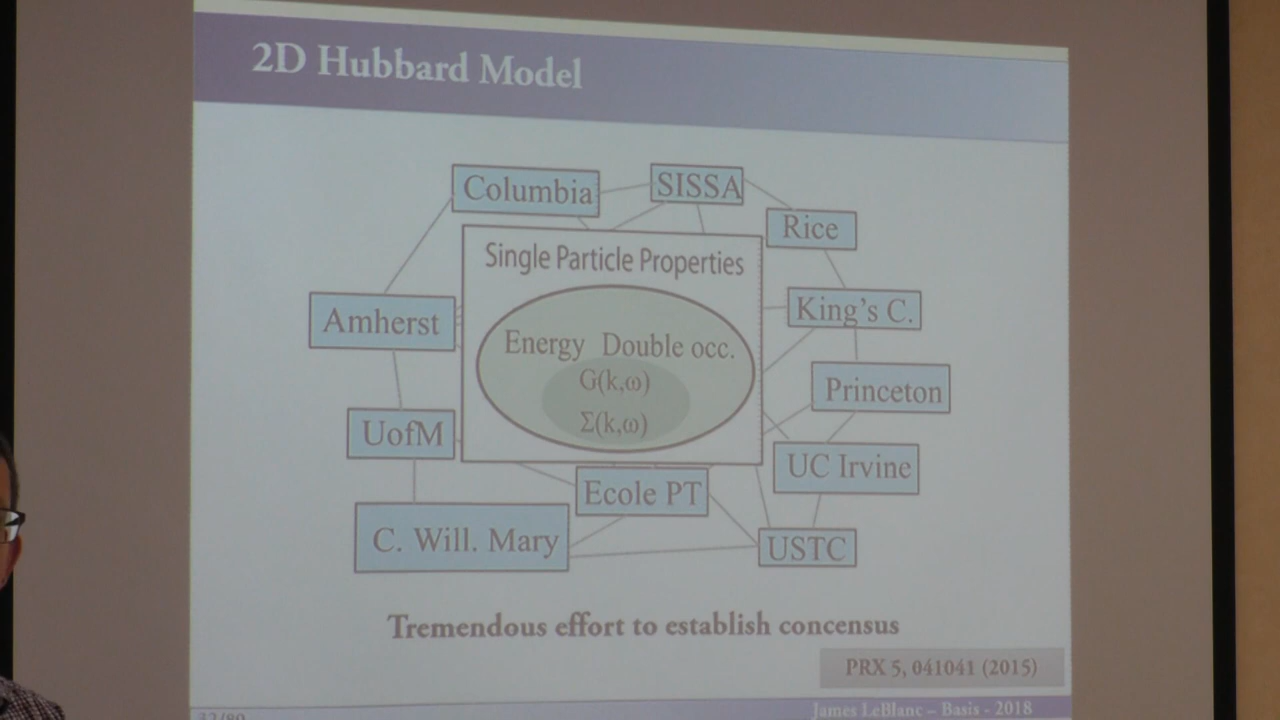 2D Hubbard Model
Columbia
SISSA
Rice
Single Particle Properties
Amherst
King's C.
Energy Double occ.
G(k,ω)
Σ(k,ω)
Princeton
UofM
UC Irvine
Ecole PT
C. Will. Mary
USTC
Tremendous effort to establish concensus
PRX 5, 041041 (2015)
James LeBlanc – Basis - 2018